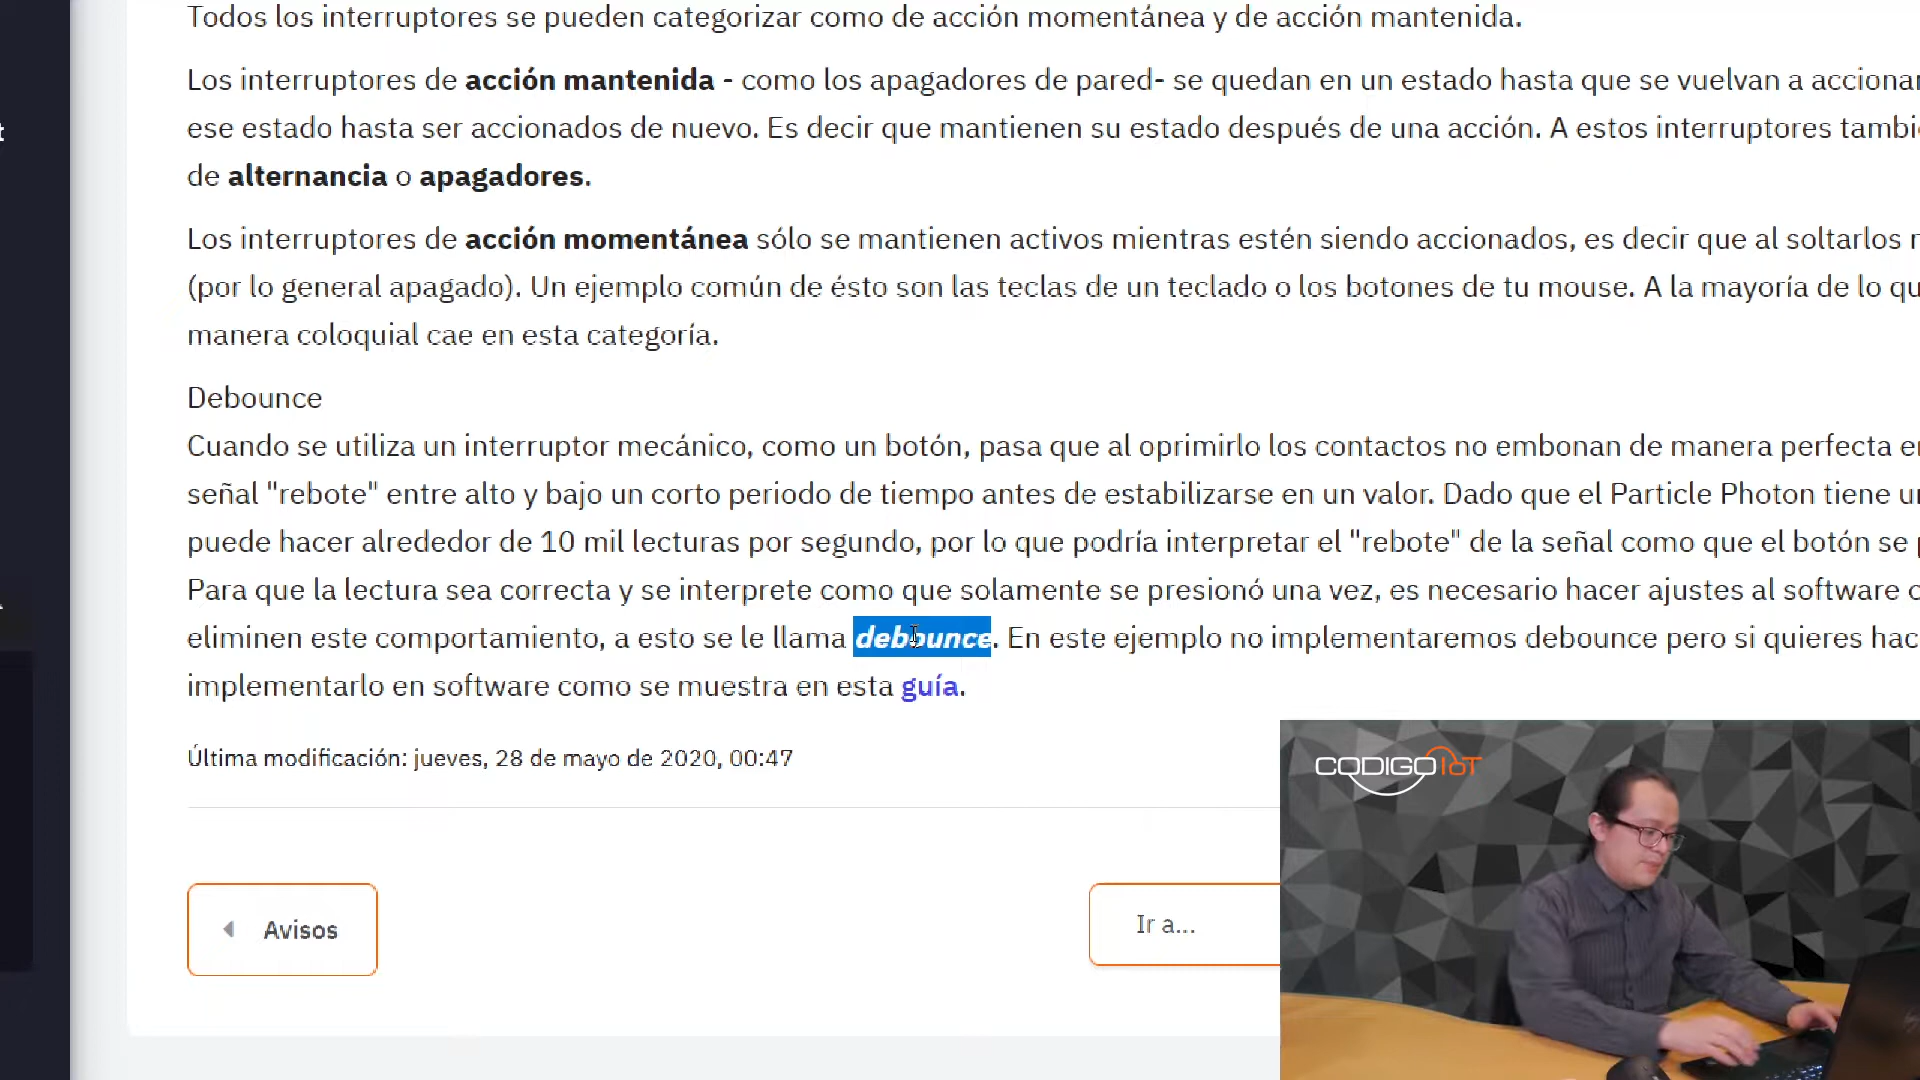 Todos los interruptores se pueden categorizar como de acción momentánea y de acción mantenida.
Los interruptores de acción mantenida - como los apagadores de pared- se quedan en un estado hasta que se vuelvan a accionar
ese estado hasta ser accionados de nuevo. Es decir que mantienen su estado después de una acción. A estos interruptores
de alternancia o apagadores.
Los interruptores de acción momentánea sólo se mantienen activos mientras estén siendo accionados, es decir que al soltarlos
(por lo general apagado). Un ejemplo común de ésto son las teclas de un teclado o los botones de tu mouse. A la mayoría de lo
manera coloquial cae en esta categoría.
Debounce
Cuando se utiliza un interruptor mecánico, como un botón, pasa que al oprimirlo los contactos no embonan de manera perfecta
señal "rebote" entre alto y bajo un corto periodo de tiempo antes de estabilizarse en un valor. Dado que el Particle Photon tiene
puede hacer alrededor de 10 mil lecturas por segundo, por lo que podría interpretar el "rebote" de la señal como que el botón se
Para que la lectura sea correcta y se interprete como que solamente se presionó una vez, es necesario hacer ajustes al software
eliminen este comportamiento, a esto se le llama debounce. En este ejemplo no implementaremos debounce pero si quieres
implementarlo en software como se muestra en esta guía.
Última modificación: jueves, 28 de mayo de 2020, 00:47
Avisos
Ir a...
CODIGO IoT